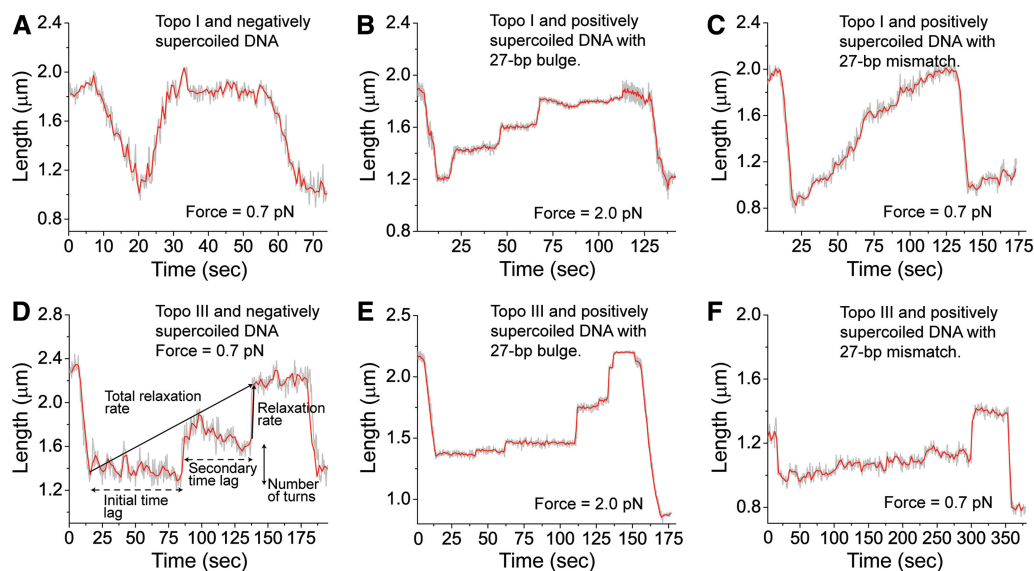 A
Topo I and negatively
supercoiled DNA
Length (μm)
2.4
2.0
1.6
1.2
0.8
Force = 0.7 pN
0 10 20 30 40 50 60 70
Time (sec)
B
Topo I and positively
supercoiled DNA with
27-bp bulge.
Length (μm)
2.4
2.0
1.6
1.2
0.8
Force = 2.0 pN
25 50 75 100 125
Time (sec)
C
Topo I and positively
supercoiled DNA with
27-bp mismatch.
Length (μm)
2.4
2.0
1.6
1.2
0.8
Force = 0.7 pN
25 50 75 100 125 150 175
Time (sec)
D
Topo III and negatively
supercoiled DNA
Force = 0.7 pN
Length (μm)
2.8
2.4
2.0
1.6
1.2
Total relaxation
rate
Relaxation
rate
Secondary
time lag
Number
of turns
Initial time
lag
0 25 50 75 100 125 150 175
Time (sec)
E
Topo III and positively
supercoiled DNA with
27-bp bulge.
Length (μm)
2.5
2.0
1.5
1.0
Force = 2.0 pN
0 25 50 75 100 125 150 175
Time (sec)
F
Topo III and positively
supercoiled DNA with
27-bp mismatch.
Length (μm)
2.0
1.8
1.6
1.4
1.2
1.0
0.8
Force = 0.7 pN
0 50 100 150 200 250 300 350
Time (sec)